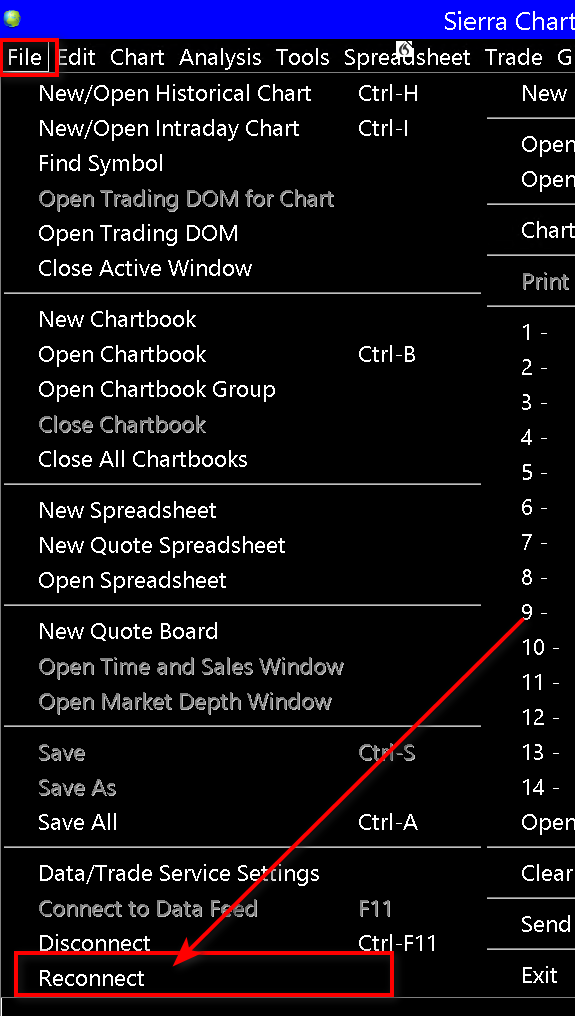 Sierra Chart
File Edit Chart Analysis Tools Spreadsheet Trade G
New/Open Historical Chart Ctrl-H
New/Open Intraday Chart Ctrl-I
Find Symbol
Open Trading DOM for Chart
Open Trading DOM
Close Active Window
New Chartbook
Open Chartbook Ctrl-B
Open Chartbook Group
Close Chartbook
Close All Chartbooks
New Spreadsheet
New Quote Spreadsheet
Open Spreadsheet
New Quote Board
Open Time and Sales Window
Open Market Depth Window
Save Ctrl-S
Save As
Save All Ctrl-A
Data/Trade Service Settings
Connect to Data Feed F11
Disconnect Ctrl-F11
Reconnect
New
Open
Open
Chart
Print
1 -
2 -
3 -
4 -
5 -
6 -
7 -
8 -
9 -
10 -
11 -
12 -
13 -
14 -
Open
Clear
Send
Exit